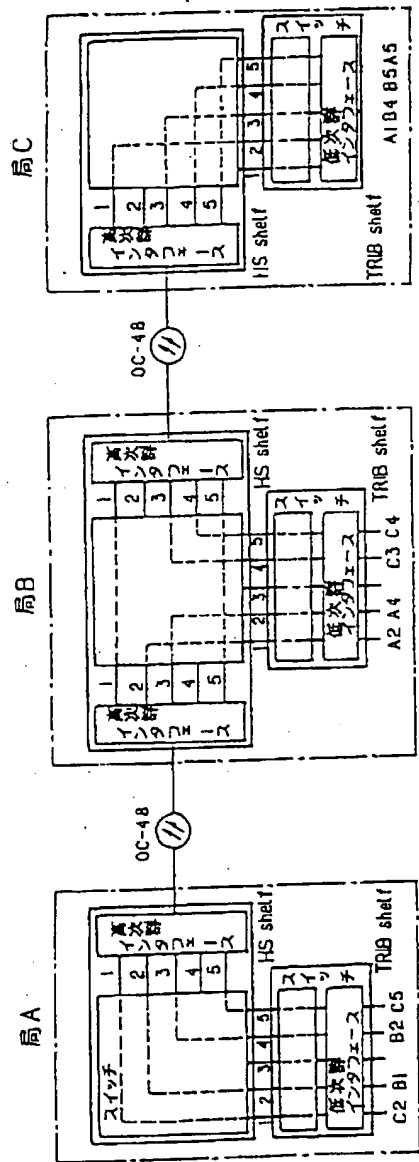 局A
スイッチ
1
2
3
4
5
高次群
インタフェース
HS shelf
1 2 3 4 5
スイッチ
低次群
インタフェース
TRIB shelf
C2 B1 B2 C5
OC-48
局B
高次群
インタフェース
1
2
3
4
5
1
2
3
4
5
高次群
インタフェース
HS shelf
1 2 3 4 5
スイッチ
低次群
インタフェース
TRIB shelf
A2 A4 C3 C4
OC-48
局C
高次群
インタフェース
1
2
3
4
5
HS shelf
1 2 3 4 5
スイッチ
低次群
インタフェース
TRIB shelf
A1 B4 B5 A5